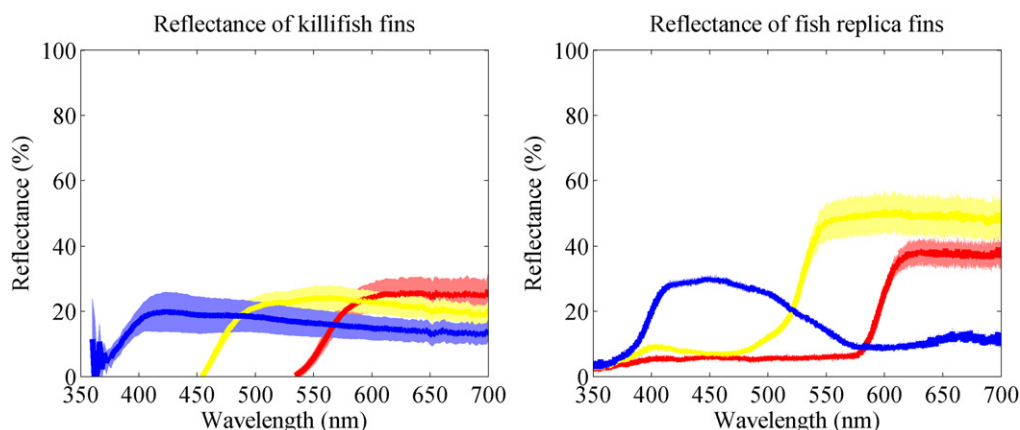 Reflectance of killifish fins
100
80
60
40
20
0
Reflectance (%)
350 400 450 500 550 600 650 700
Wavelength (nm)
Reflectance of fish replica fins
100
80
60
40
20
0
Reflectance (%)
350 400 450 500 550 600 650 700
Wavelength (nm)